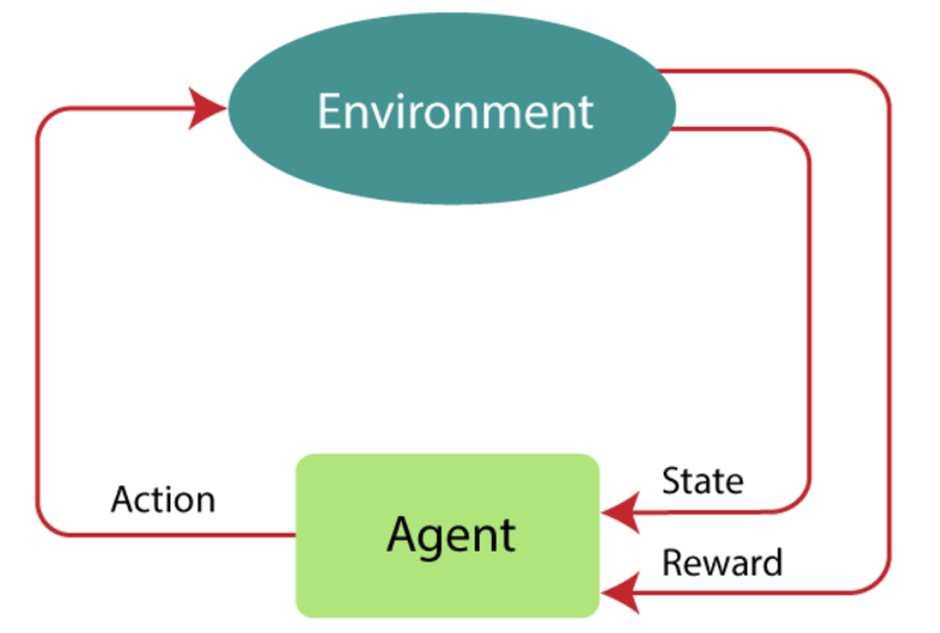 Environment
State
Action
Agent
Reward